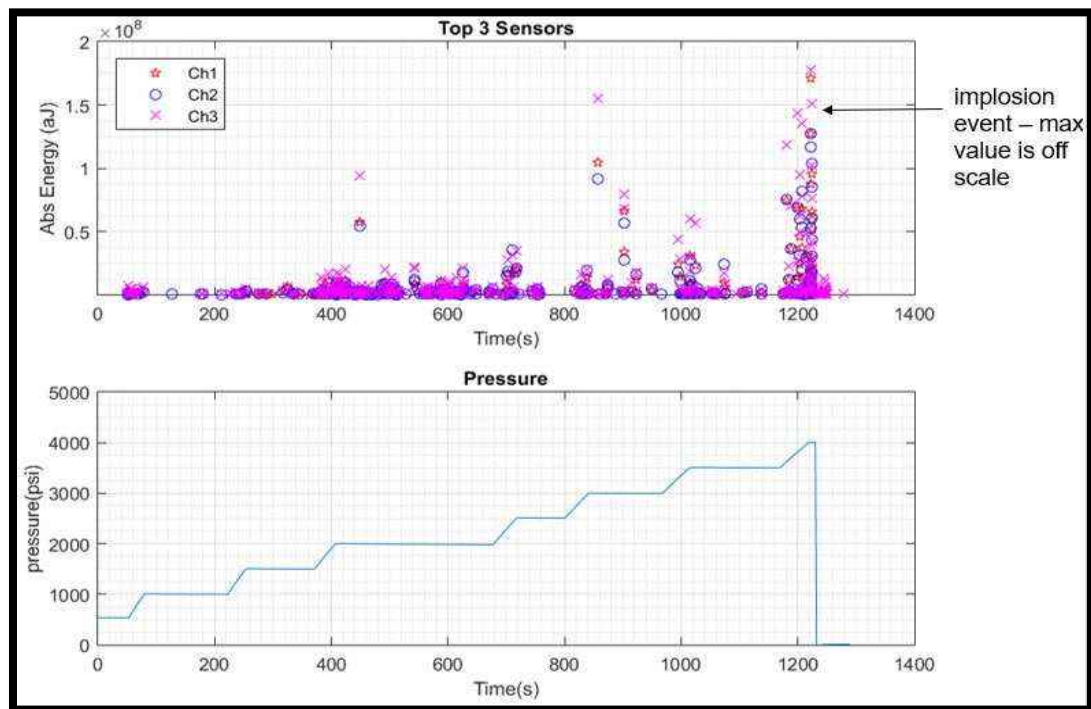 Top 3 Sensors
× 10⁸
2
1.5
1
0.5
Abs Energy (aJ)
Ch1
Ch2
Ch3
implosion
event – max
value is off
scale
0 200 400 600 800 1000 1200 1400
Time(s)
Pressure
5000
4000
3000
2000
1000
0
pressure(psi)
0 200 400 600 800 1000 1200 1400
Time(s)